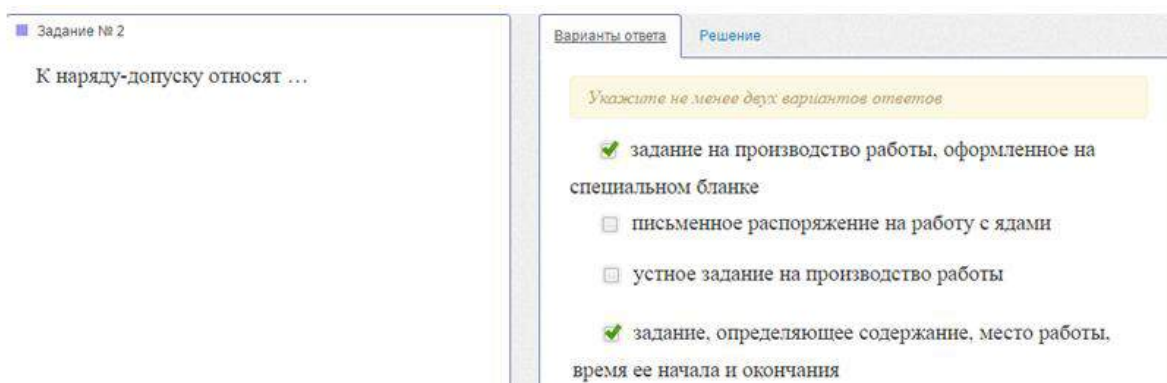 Задание № 2
К наряду-допуску относят …
Варианты ответа
Решение
Укажите не менее двух вариантов ответов
задание на производство работы, оформленное на
специальном бланке
письменное распоряжение на работу с ядами
устное задание на производство работы
задание, определяющее содержание, место работы,
время ее начала и окончания